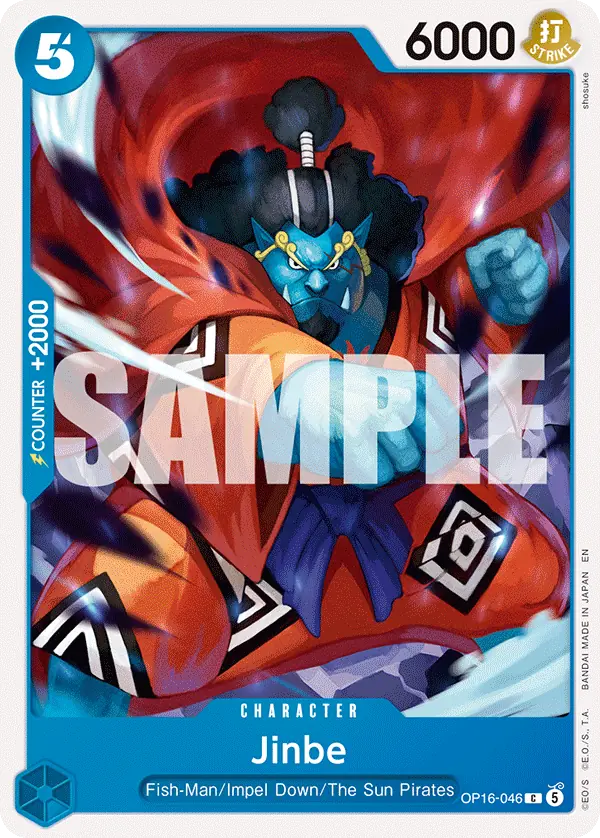 5
6000
打
STRIKE
shosuke
COUNTER +2000
SAMPLE
BANDAI MADE IN JAPAN EN
©E.O./S., T.A.
©EO/S
CHARACTER
Jinbe
Fish-Man/Impel Down/The Sun Pirates
OP16-046 C 5